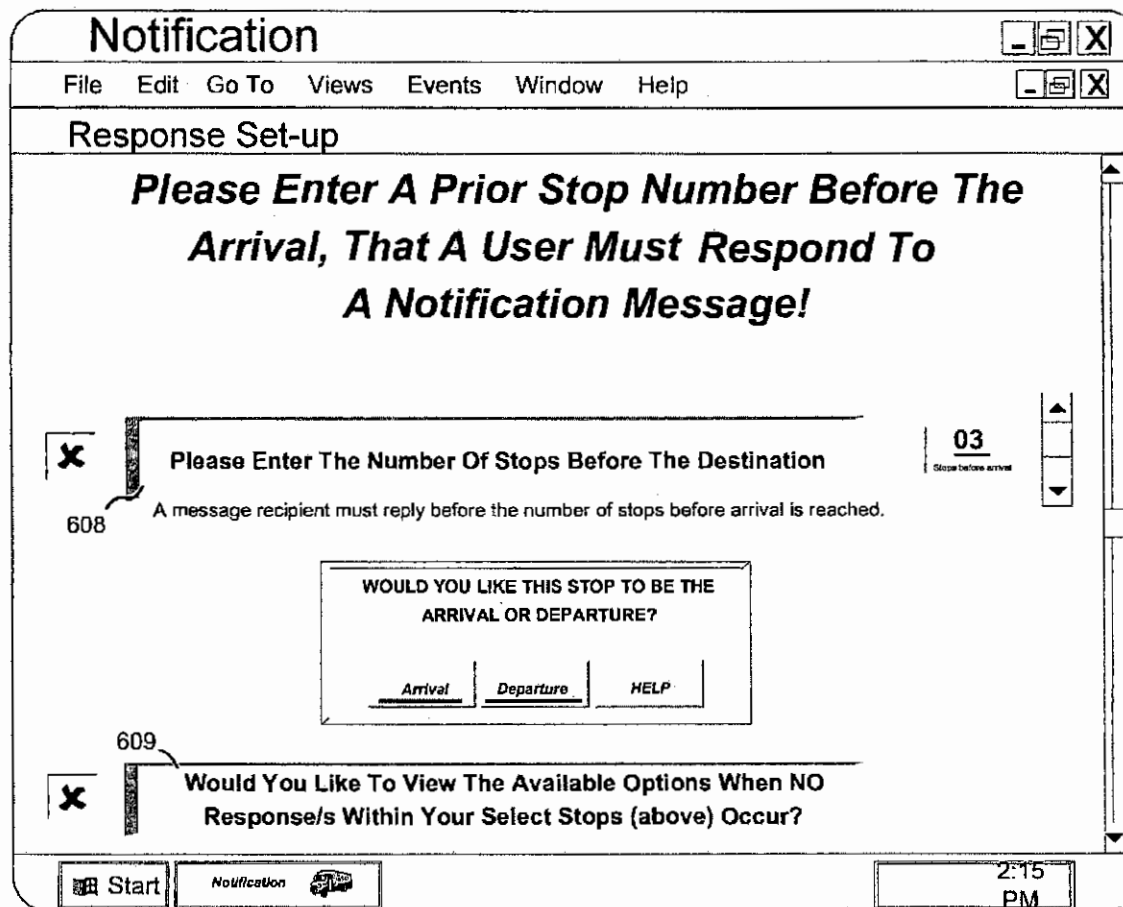 Notification
File Edit Go To Views Events Window Help
Response Set-up
Please Enter A Prior Stop Number Before The
Arrival, That A User Must Respond To
A Notification Message!
Please Enter The Number Of Stops Before The Destination
03
Stops before arrival
608
A message recipient must reply before the number of stops before arrival is reached.
WOULD YOU LIKE THIS STOP TO BE THE
ARRIVAL OR DEPARTURE?
Arrival Departure HELP
609
Would You Like To View The Available Options When NO
Response/s Within Your Select Stops (above) Occur?
Start Notification 2:15
PM